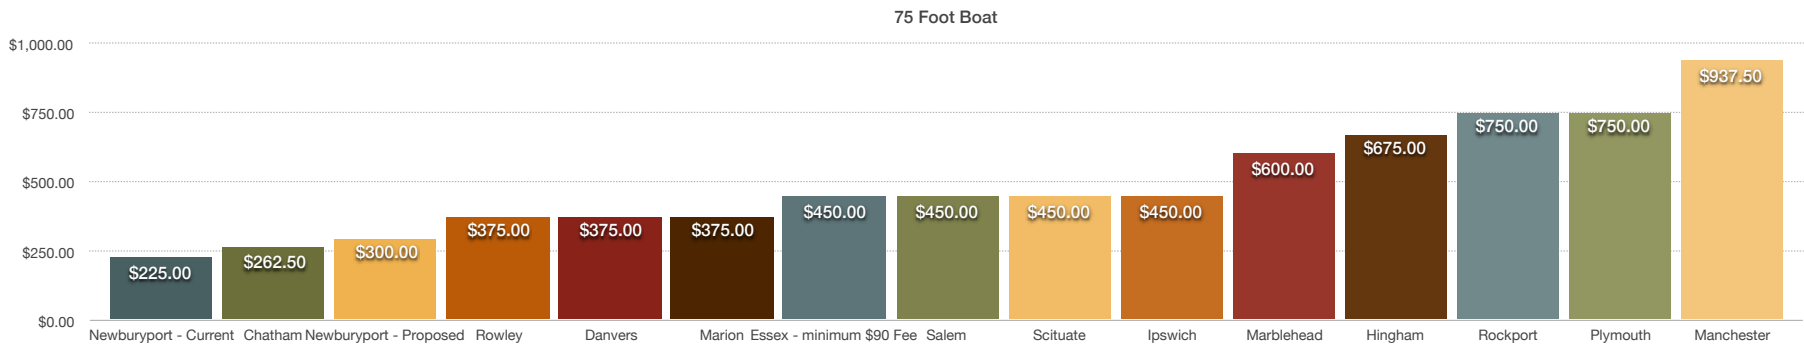 75 Foot Boat
$1,000.00
$750.00
$500.00
$250.00
$0.00
$225.00
$262.50
$300.00
$375.00
$375.00
$375.00
$450.00
$450.00
$450.00
$450.00
$600.00
$675.00
$750.00
$750.00
$937.50
Newburyport - Current
Chatham
Newburyport - Proposed
Rowley
Danvers
Marion
Essex - minimum $90 Fee
Salem
Scituate
Ipswich
Marblehead
Hingham
Rockport
Plymouth
Manchester